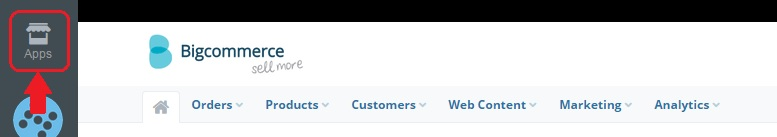 Apps
Bigcommerce
sell more
Orders Products Customers Web Content Marketing Analytics